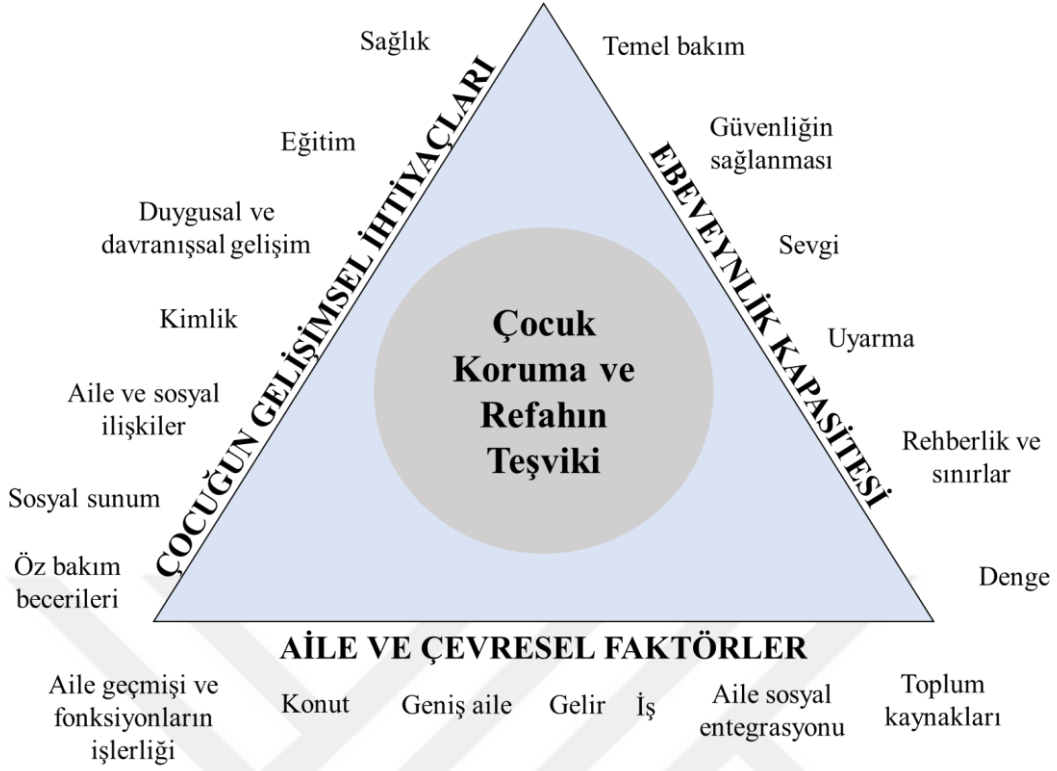 Sağlık
Eğitim
Duygusal ve
davranışsal gelişim
Kimlik
Aile ve sosyal
ilişkiler
Sosyal sunum
Öz bakım
becerileri
ÇOCUĞUN GELİŞİMSEL İHTİYAÇLARI
Çocuk
Koruma ve
Refahın
Teşviki
EBEVEYNLİK KAPASİTESİ
Temel bakım
Güvenliğin
sağlanması
Sevgi
Uyarma
Rehberlik ve
sınırlar
Denge
AİLE VE ÇEVRESEL FAKTÖRLER
Aile geçmişi ve
fonksiyonların
işlerliği
Konut
Geniş aile
Gelir
İş
Aile sosyal
entegrasyonu
Toplum
kaynakları